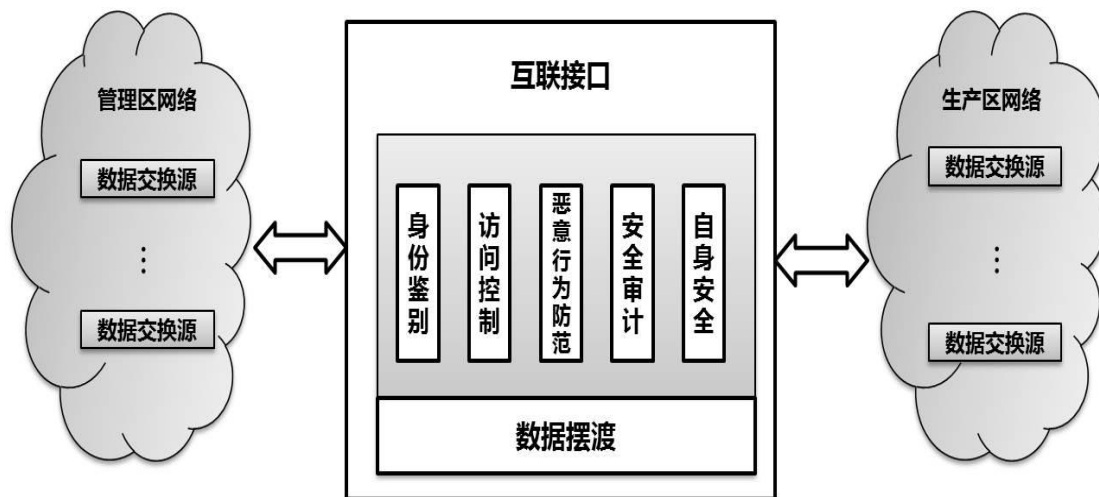 管理区网络
数据交换源
⋮
数据交换源
互联接口
身份鉴别
访问控制
恶意行为防范
安全审计
自身安全
数据摆渡
生产区网络
数据交换源
⋮
数据交换源